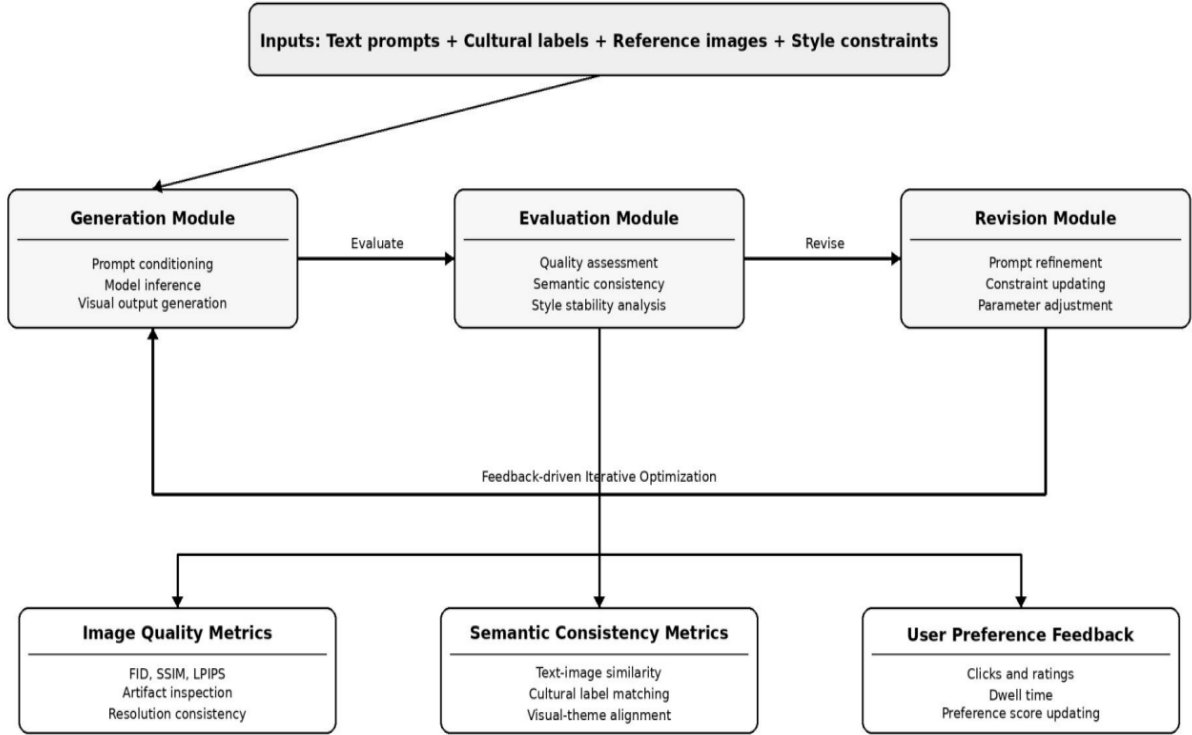 Inputs: Text prompts + Cultural labels + Reference images + Style constraints
Generation Module
Prompt conditioning
Model inference
Visual output generation
Evaluate
Evaluation Module
Quality assessment
Semantic consistency
Style stability analysis
Revise
Revision Module
Prompt refinement
Constraint updating
Parameter adjustment
Feedback-driven Iterative Optimization
Image Quality Metrics
FID, SSIM, LPIPS
Artifact inspection
Resolution consistency
Semantic Consistency Metrics
Text-image similarity
Cultural label matching
Visual-theme alignment
User Preference Feedback
Clicks and ratings
Dwell time
Preference score updating